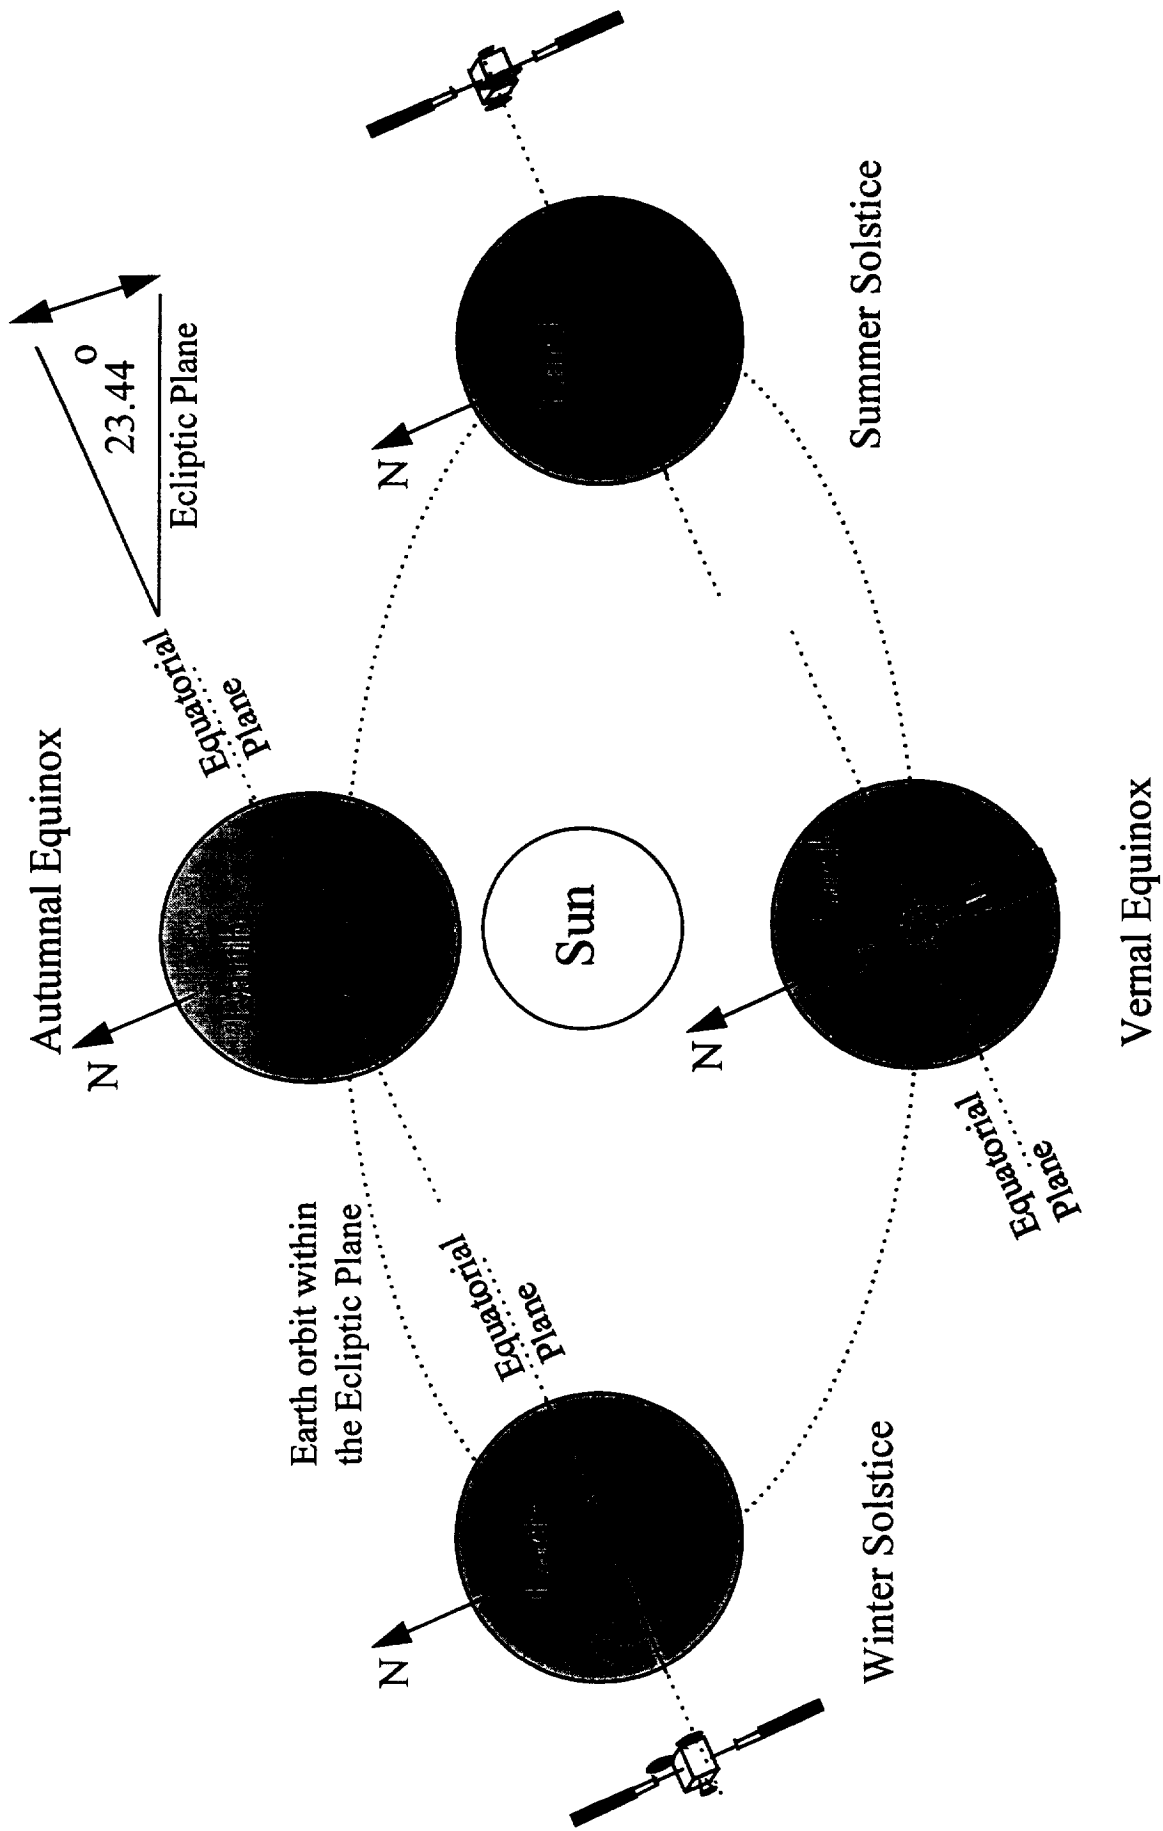 Autumnal Equinox
N
o
23.44
Ecliptic Plane
Equatorial
Plane
Earth orbit within
the Ecliptic Plane
N
N
Equatorial
Plane
Sun
N
Winter Solstice
Summer Solstice
Equatorial
Plane
Vernal Equinox